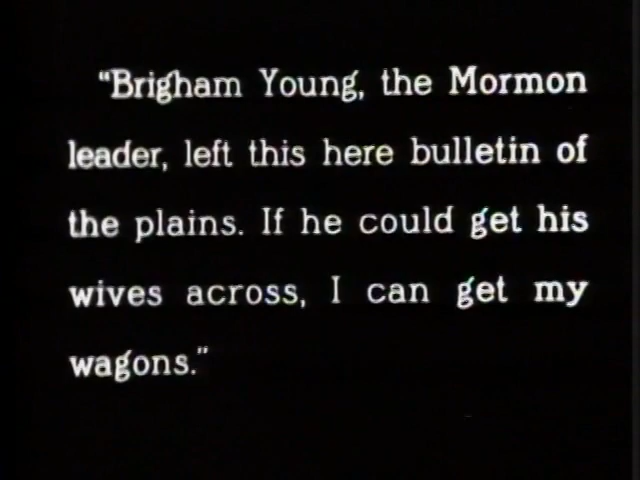 "Brigham Young, the Mormon
leader, left this here bulletin of
the plains. If he could get his
wives across, I can get my
wagons."